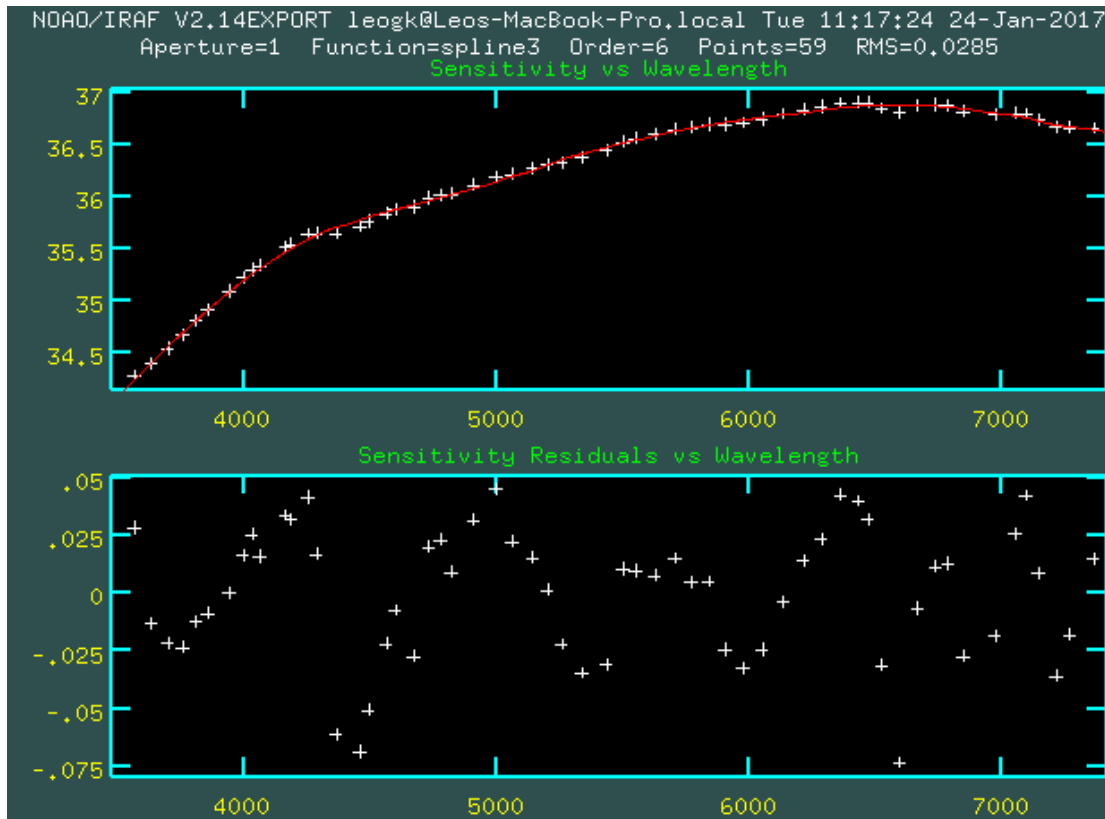 NOAO/IRAF V2.14EXPORT leogk@Leos-MacBook-Pro.local Tue 11:17:24 24-Jan-2017
Aperture=1 Function=spline3 Order=6 Points=59 RMS=0.0285
Sensitivity vs Wavelength
37
36.5
36
35.5
35
34.5
4000 5000 6000 7000
Sensitivity Residuals vs Wavelength
.05
.025
0
-.025
-.05
-.075
4000 5000 6000 7000